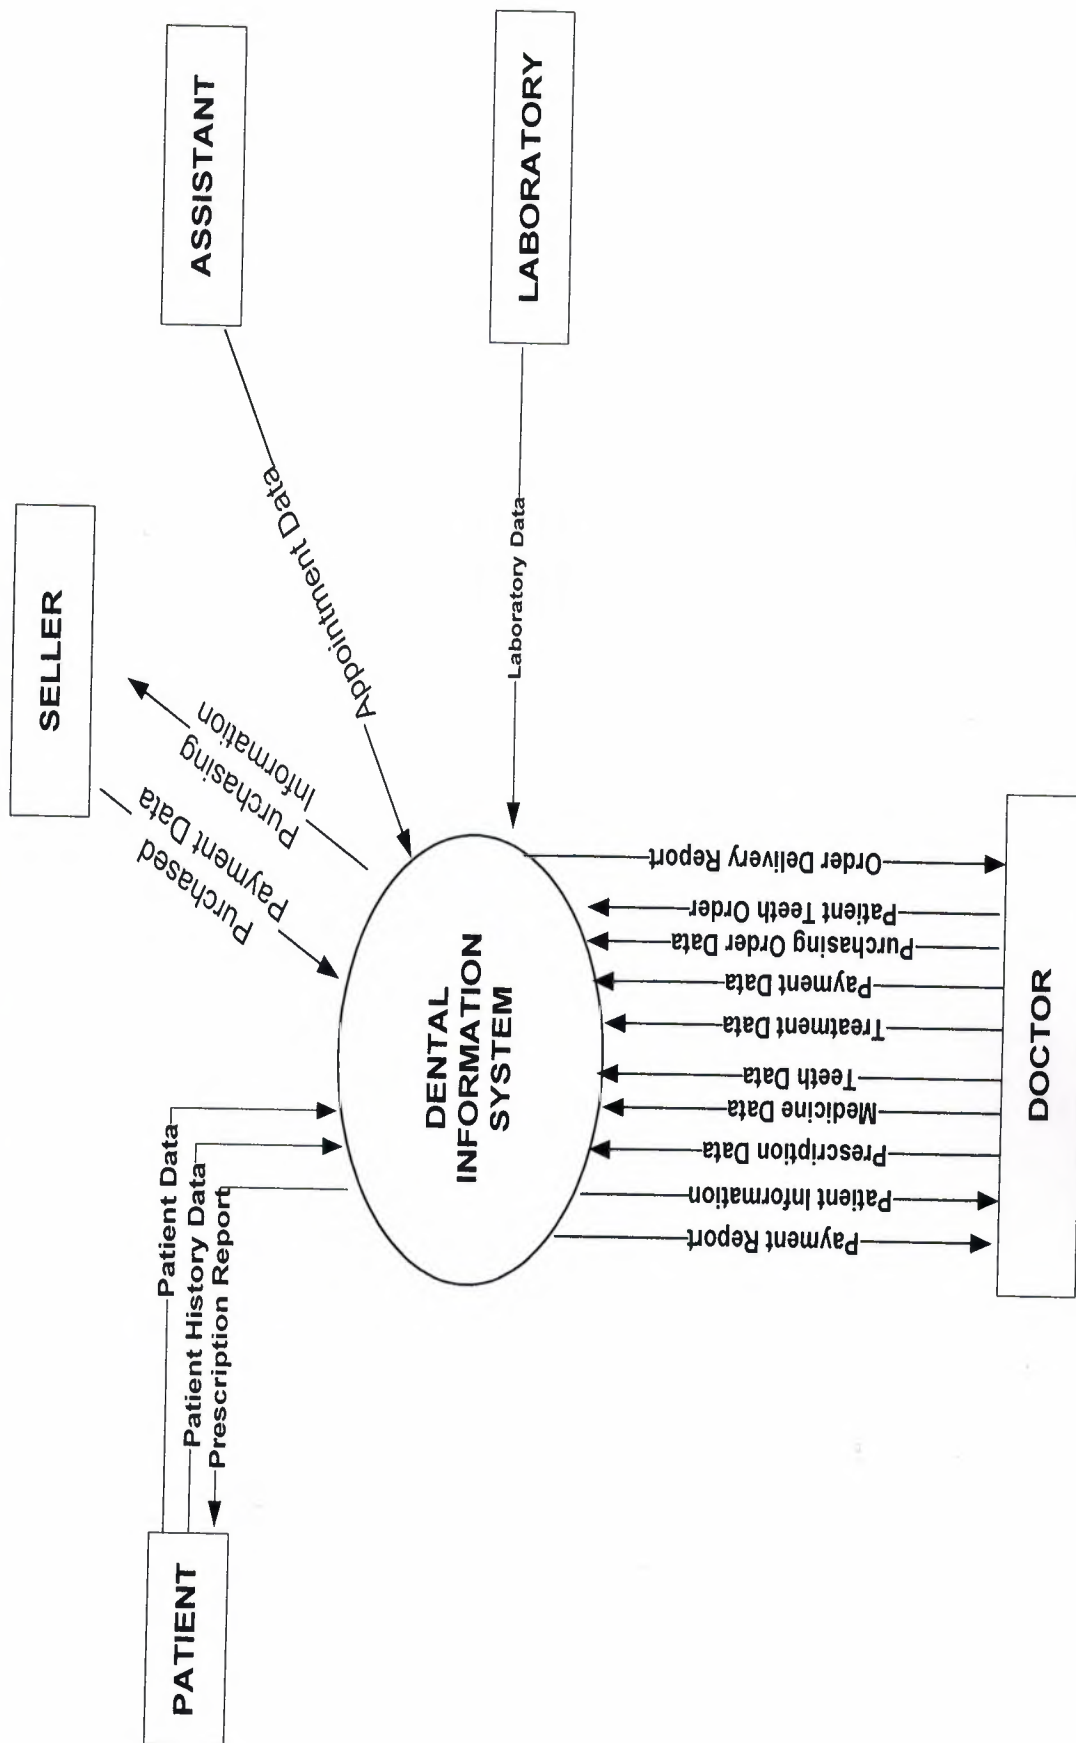 SELLER
ASSISTANT
LABORATORY
PATIENT
Patient Data
Patient History Data
Prescription Report
Purchased
Payment Data
Purchasing
Information
Appointment Data
Laboratory Data
DENTAL
INFORMATION
SYSTEM
Payment Report
Patient Information
Prescription Data
Medicine Data
Teeth Data
Treatment Data
Payment Data
Purchasing Order Data
Patient Teeth Order
Order Delivery Report
DOCTOR